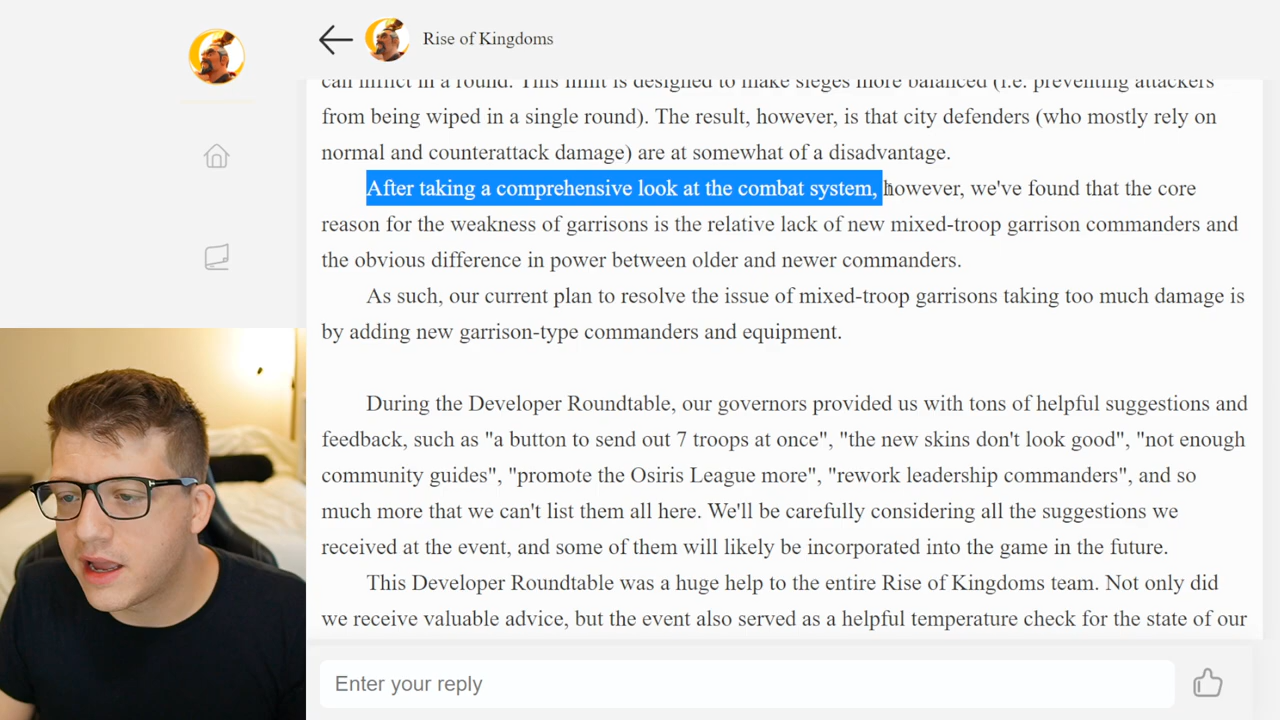 Rise of Kingdoms
can inflict in a round. This limit is designed to make sieges more balanced (i.e. preventing attackers
from being wiped in a single round). The result, however, is that city defenders (who mostly rely on
normal and counterattack damage) are at somewhat of a disadvantage.
After taking a comprehensive look at the combat system, however, we've found that the core
reason for the weakness of garrisons is the relative lack of new mixed-troop garrison commanders and
the obvious difference in power between older and newer commanders.
As such, our current plan to resolve the issue of mixed-troop garrisons taking too much damage is
by adding new garrison-type commanders and equipment.
During the Developer Roundtable, our governors provided us with tons of helpful suggestions and
feedback, such as "a button to send out 7 troops at once", "the new skins don't look good", "not enough
community guides", "promote the Osiris League more", "rework leadership commanders", and so
much more that we can't list them all here. We'll be carefully considering all the suggestions we
received at the event, and some of them will likely be incorporated into the game in the future.
This Developer Roundtable was a huge help to the entire Rise of Kingdoms team. Not only did
we receive valuable advice, but the event also served as a helpful temperature check for the state of our
Enter your reply